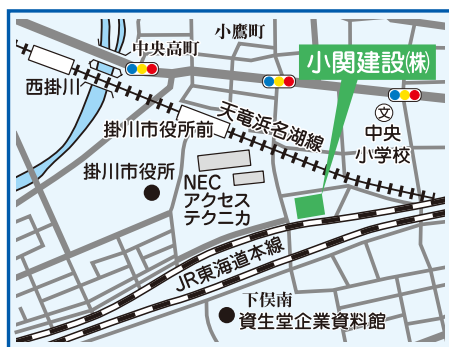 小鷹町
中央高町
小関建設㈱
西掛川
天竜浜名湖線
掛川市役所前
文
中央
小学校
掛川市役所
NEC
アクセス
テクニカ
JR東海道本線
下俣南
資生堂企業資料館